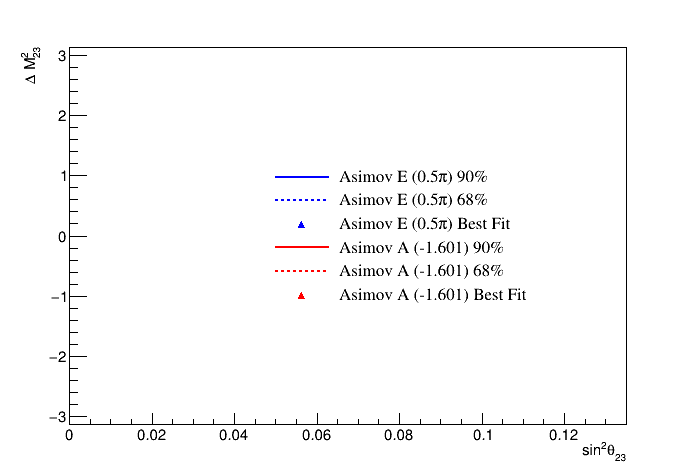 Δ M²₂₃
3
2
1
0
−1
−2
−3
Asimov E (0.5π) 90%
Asimov E (0.5π) 68%
Asimov E (0.5π) Best Fit
Asimov A (-1.601) 90%
Asimov A (-1.601) 68%
Asimov A (-1.601) Best Fit
0 0.02 0.04 0.06 0.08 0.1 0.12
sin²θ₂₃